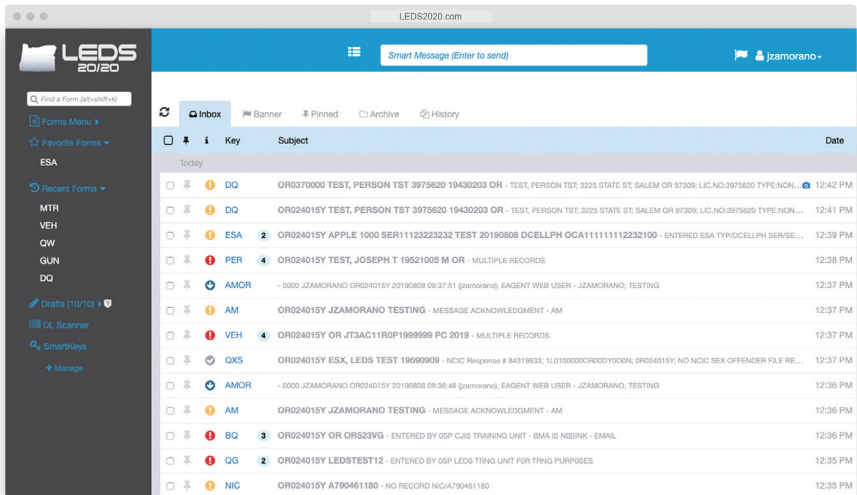 LEDS2020.com
LEDS
20/20
Smart Message (Enter to send)
jzamorano
Find a Form (alt+shift+k)
Forms Menu
Favorite Forms
ESA
Recent Forms
MTR
VEH
QW
GUN
DQ
Drafts (10/10)
DL Scanner
SmartKeys
+ Manage
Inbox Banner Pinned Archive History
Key Subject Date
Today
DQ OR0370000 TEST, PERSON TST 3975620 19430203 OR - TEST, PERSON TST; 3225 STATE ST; SALEM OR 97309; LIC.NO:3975620 TYPE:NON... 12:42 PM
DQ OR024015Y TEST, PERSON TST 3975620 19430203 OR - TEST, PERSON TST; 3225 STATE ST; SALEM OR 97309; LIC.NO:3975620 TYPE:NON... 12:41 PM
ESA 2 OR024015Y APPLE 1000 SER11123223232 TEST 20190808 DCELLPH OCA111111112232100 - ENTERED ESA TYP/DCELLPH SER/SE... 12:39 PM
PER 4 OR024015Y TEST, JOSEPH T 19521005 M OR - MULTIPLE RECORDS 12:38 PM
AMOR - 0000 JZAMORANO OR024015Y 20190808 09:37:51 (jzamorano); EAGENT WEB USER - JZAMORANO; TESTING 12:37 PM
AM OR024015Y JZAMORANO TESTING - MESSAGE ACKNOWLEDGMENT - AM 12:37 PM
VEH 4 OR024015Y OR JT3AC11R0P1999999 PC 2019 - MULTIPLE RECORDS 12:37 PM
QXS OR024015Y ESX, LEDS TEST 19690909 - NCIC Response # 84319833; 1L0100000OR00DY0O0N; 0R024015Y; NO NCIC SEX OFFENDER FILE RE... 12:37 PM
AMOR - 0000 JZAMORANO OR024015Y 20190808 09:36:46 (jzamorano); EAGENT WEB USER - JZAMORANO; TESTING 12:36 PM
AM OR024015Y JZAMORANO TESTING - MESSAGE ACKNOWLEDGMENT - AM 12:36 PM
BQ 3 OR024015Y OR OR523VG - ENTERED BY 0SP CJIS TRAINING UNIT - BMA IS N0SINK - EMAIL 12:36 PM
QG 2 OR024015Y LEDSTEST12 - ENTERED BY 0SP LEDS TRNG UNIT F0R TRNG PURP0SES 12:35 PM
NIC OR024015Y A790461180 - NO RECORD NIC/A790461180 12:35 PM